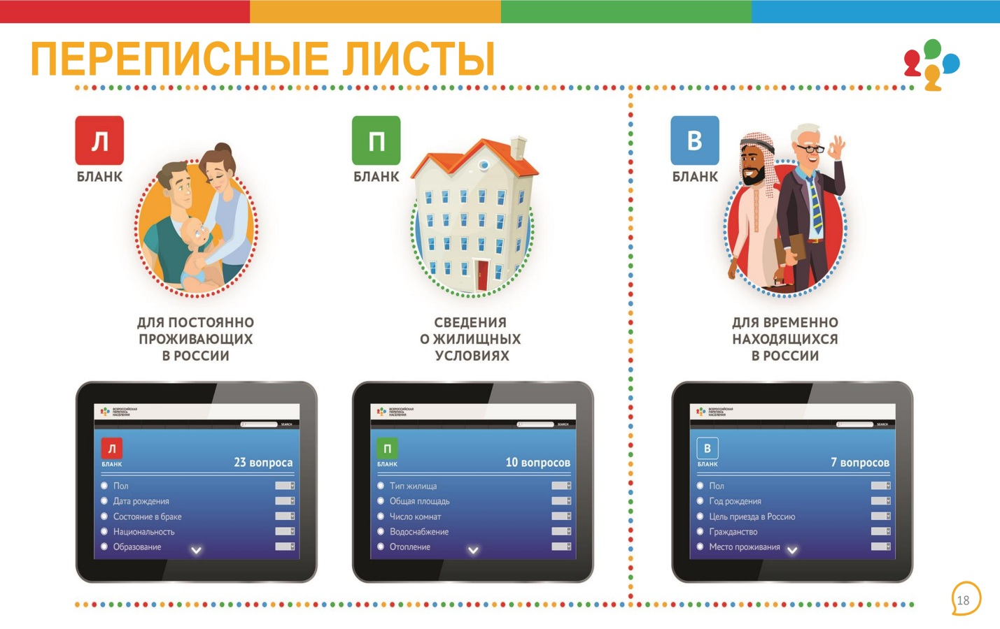 ПЕРЕПИСНЫЕ ЛИСТЫ
Л
БЛАНК
ДЛЯ ПОСТОЯННО
ПРОЖИВАЮЩИХ
В РОССИИ
ВСЕРОССИЙСКАЯ
ПЕРЕПИСЬ
НАСЕЛЕНИЯ
SEARCH
Л
БЛАНК
23 вопроса
Пол
Дата рождения
Состояние в браке
Национальность
Образование
П
БЛАНК
СВЕДЕНИЯ
О ЖИЛИЩНЫХ
УСЛОВИЯХ
ВСЕРОССИЙСКАЯ
ПЕРЕПИСЬ
НАСЕЛЕНИЯ
SEARCH
П
БЛАНК
10 вопросов
Тип жилища
Общая площадь
Число комнат
Водоснабжение
Отопление
В
БЛАНК
ДЛЯ ВРЕМЕННО
НАХОДЯЩИХСЯ
В РОССИИ
ВСЕРОССИЙСКАЯ
ПЕРЕПИСЬ
НАСЕЛЕНИЯ
SEARCH
В
БЛАНК
7 вопросов
Пол
Год рождения
Цель приезда в Россию
Гражданство
Место проживания
18